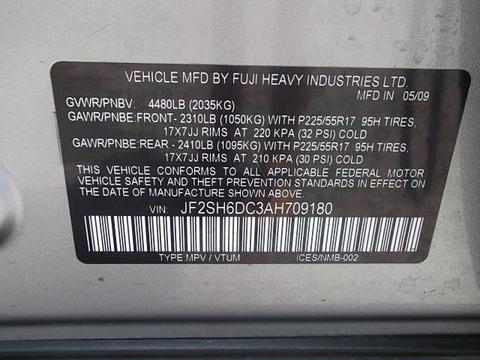 VEHICLE MFD BY FUJI HEAVY INDUSTRIES LTD.
MFD IN 05/09
GVWR/PNBV: 4480LB (2035KG)
GAWR/PNBE:FRONT- 2310LB (1050KG) WITH P225/55R17 95H TIRES,
17X7JJ RIMS AT 220 KPA (32 PSI) COLD
GAWR/PNBE:REAR - 2410LB (1095KG) WITH P225/55R17 95H TIRES,
17X7JJ RIMS AT 210 KPA (30 PSI) COLD
THIS VEHICLE CONFORMS TO ALL APPLICABLE FEDERAL MOTOR
VEHICLE SAFETY AND THEFT PREVENTION STANDARDS IN EFFECT
ON THE DATE OF MANUFACTURE SHOWN ABOVE.
VIN: JF2SH6DC3AH709180
TYPE:MPV / VTUM ICES/NMB-002